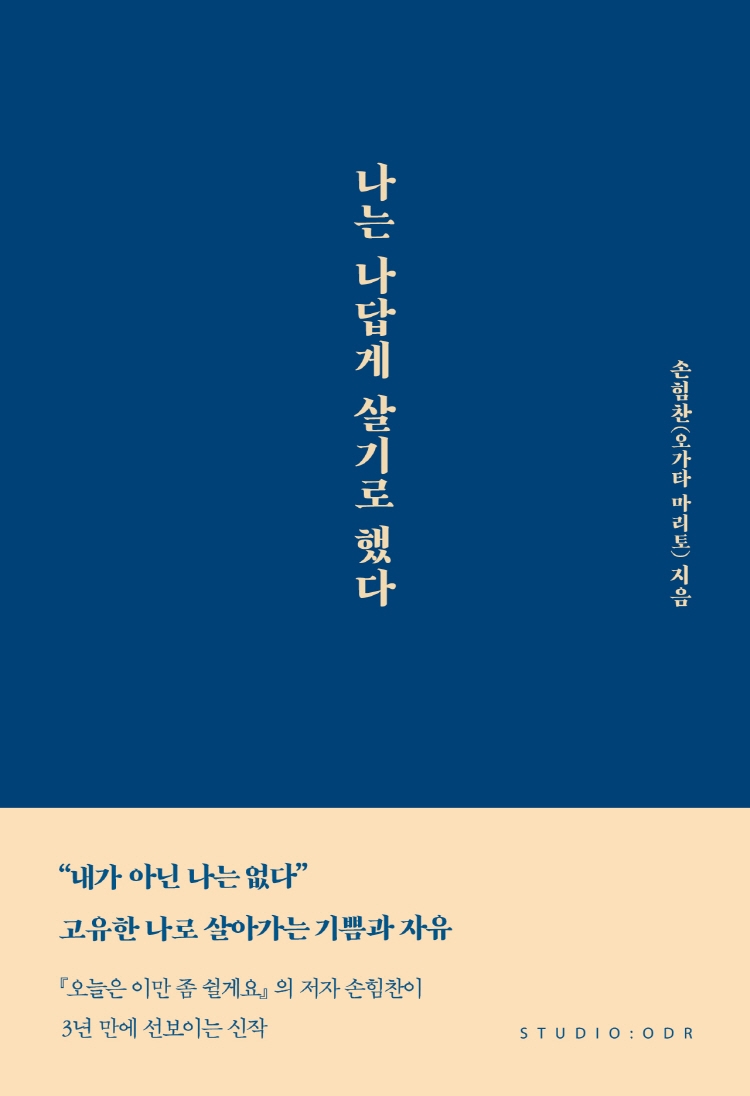 나는 나답게 살기로 했다
손힘찬(오가타 마리토) 지음
“내가 아닌 나는 없다”
고유한 나로 살아가는 기쁨과 자유
『오늘은 이만 좀 쉴게요』의 저자 손힘찬이
3년 만에 선보이는 신작
STUDIO:ODR